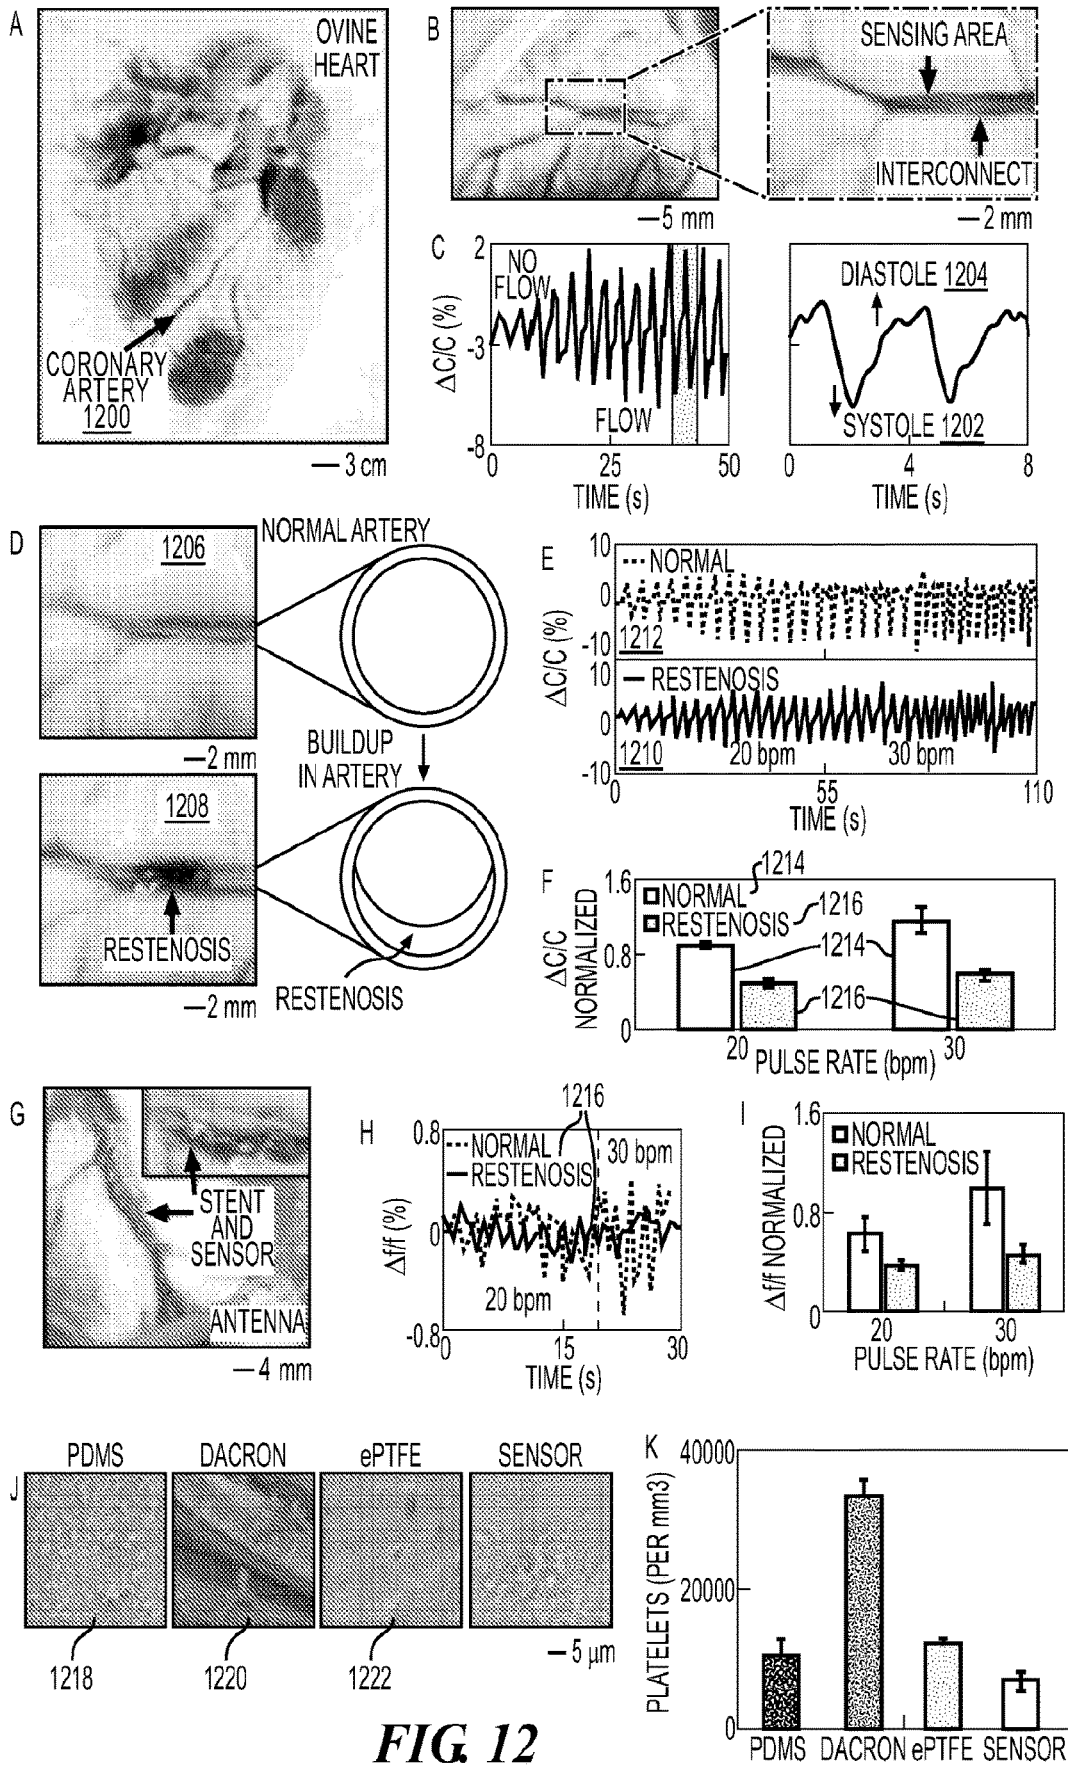 A
OVINE
HEART
CORONARY
ARTERY
1200
3 cm
B
5 mm
SENSING AREA
INTERCONNECT
2 mm
C
2
-3
-8
ΔC/C (%)
NO
FLOW
FLOW
0
25
50
TIME (s)
DIASTOLE 1204
SYSTOLE 1202
0
4
8
TIME (s)
D
1206
2 mm
NORMAL ARTERY
BUILDUP
IN ARTERY
1208
RESTENOSIS
2 mm
RESTENOSIS
E
10
0
-10
10
0
-10
ΔC/C (%)
ΔC/C (%)
NORMAL
1212
RESTENOSIS
1210
20 bpm
30 bpm
0
55
110
TIME (s)
F
1.6
0.8
0
ΔC/C
NORMALIZED
NORMAL
RESTENOSIS
1214
1216
1214
1216
20
30
PULSE RATE (bpm)
G
STENT
AND
SENSOR
ANTENNA
4 mm
H
1216
0.8
0
-0.8
Δf/f (%)
NORMAL
RESTENOSIS
30 bpm
20 bpm
0
15
30
TIME (s)
I
1.6
0.8
0
Δf/f NORMALIZED
NORMAL
RESTENOSIS
20
30
PULSE RATE (bpm)
J
PDMS
DACRON
ePTFE
SENSOR
1218
1220
1222
5 μm
K
40000
20000
0
PLATELETS (PER mm3)
PDMS
DACRON
ePTFE
SENSOR
FIG. 12